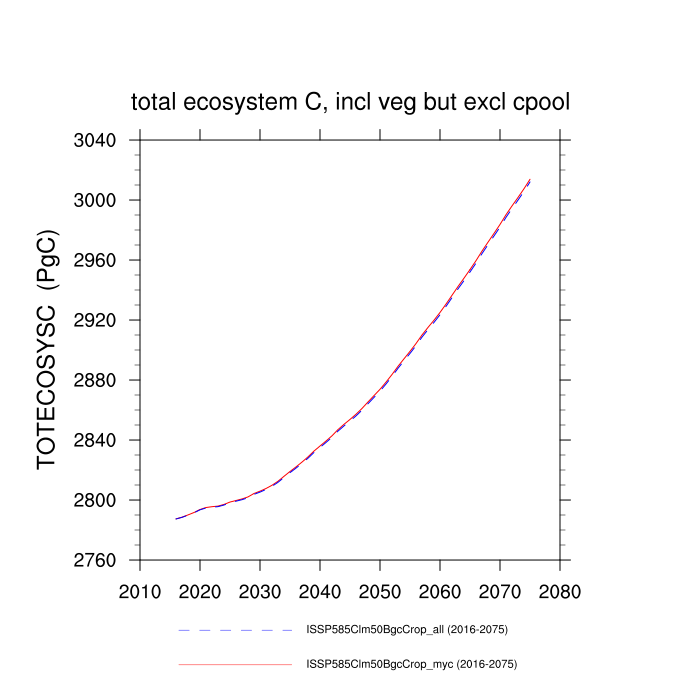 total ecosystem C, incl veg but excl cpool
TOTECOSYSC (PgC)
3040
3000
2960
2920
2880
2840
2800
2760
2010 2020 2030 2040 2050 2060 2070 2080
ISSP585Clm50BgcCrop_all (2016-2075)
ISSP585Clm50BgcCrop_myc (2016-2075)